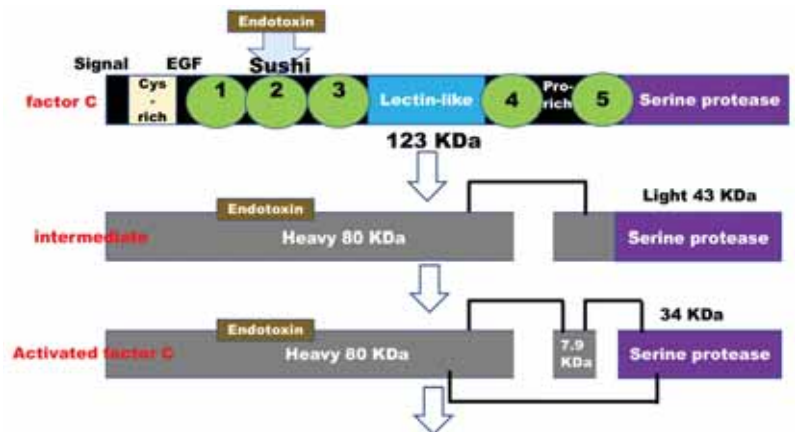 Endotoxin
Signal EGF Sushi
factor C
Cys
-
rich
1 2 3 Lectin-like 4
Pro-
rich
5 Serine protease
123 KDa
Light 43 KDa
Endotoxin
intermediate Heavy 80 KDa Serine protease
34 KDa
Endotoxin
Activated factor C Heavy 80 KDa
7.9
KDa
Serine protease